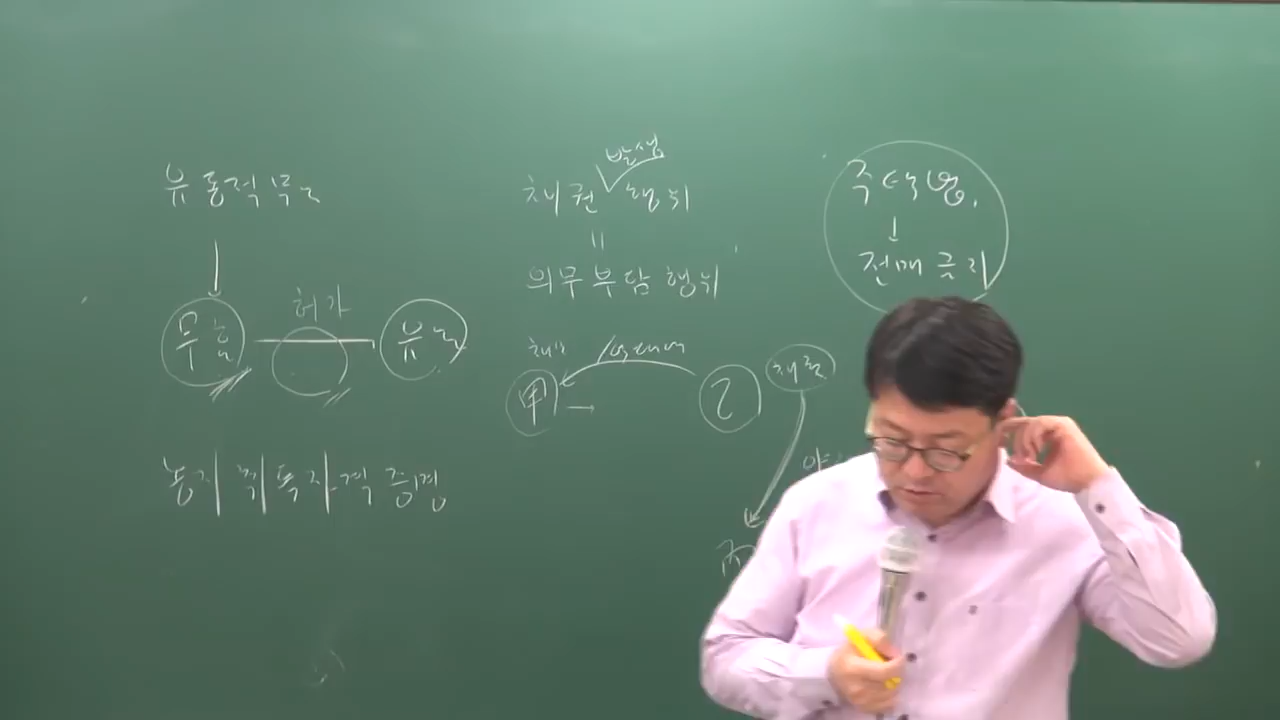 유동적 무효
무효
허가
유효
농지 취득 자격 증명
발생
채권 행위
=
의무부담 행위
채무
甲
乙
채권
丙
주택법
전매 금지